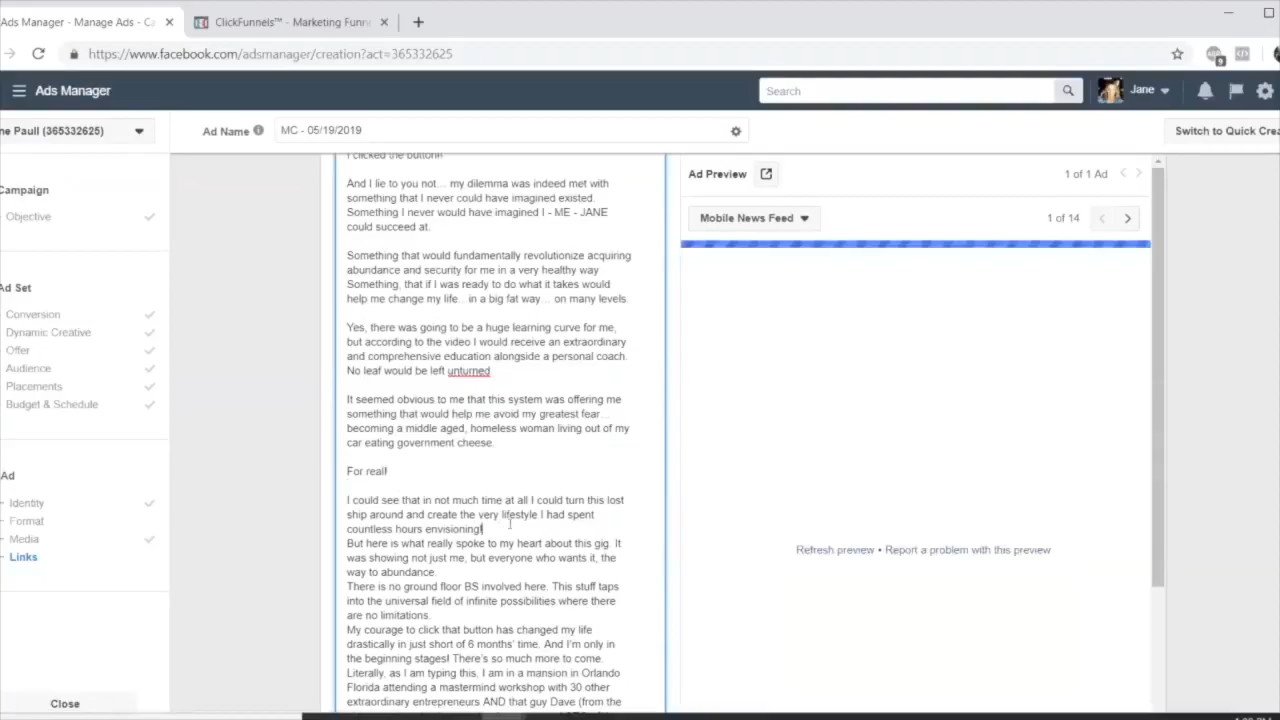 Ads Manager - Manage Ads - Ca
ClickFunnels™ - Marketing Funn
https://www.facebook.com/adsmanager/creation?act=365332625
9
Ads Manager
Search
Jane
ne Paull (365332625)
Ad Name
MC - 05/19/2019
Switch to Quick Crea
Campaign
Objective
Ad Set
Conversion
Dynamic Creative
Offer
Audience
Placements
Budget & Schedule
Ad
Identity
Format
Media
Links
Close
I clicked the button!!
And I lie to you not... my dilemma was indeed met with
something that I never could have imagined existed.
Something I never would have imagined I - ME - JANE
could succeed at.
Something that would fundamentally revolutionize acquiring
abundance and security for me in a very healthy way
Something, that if I was ready to do what it takes would
help me change my life.. in a big fat way... on many levels.
Yes, there was going to be a huge learning curve for me,
but according to the video I would receive an extraordinary
and comprehensive education alongside a personal coach.
No leaf would be left unturned
It seemed obvious to me that this system was offering me
something that would help me avoid my greatest fear...
becoming a middle aged, homeless woman living out of my
car eating government cheese.
For real!
I could see that in not much time at all I could turn this lost
ship around and create the very lifestyle I had spent
countless hours envisioning!
But here is what really spoke to my heart about this gig. It
was showing not just me, but everyone who wants it, the
way to abundance.
There is no ground floor BS involved here. This stuff taps
into the universal field of infinite possibilities where there
are no limitations.
My courage to click that button has changed my life
drastically in just short of 6 months' time. And I'm only in
the beginning stages! There's so much more to come.
Literally, as I am typing this, I am in a mansion in Orlando
Florida attending a mastermind workshop with 30 other
extraordinary entrepreneurs AND that guy Dave (from the
Ad Preview
1 of 1 Ad
Mobile News Feed
1 of 14
Refresh preview • Report a problem with this preview